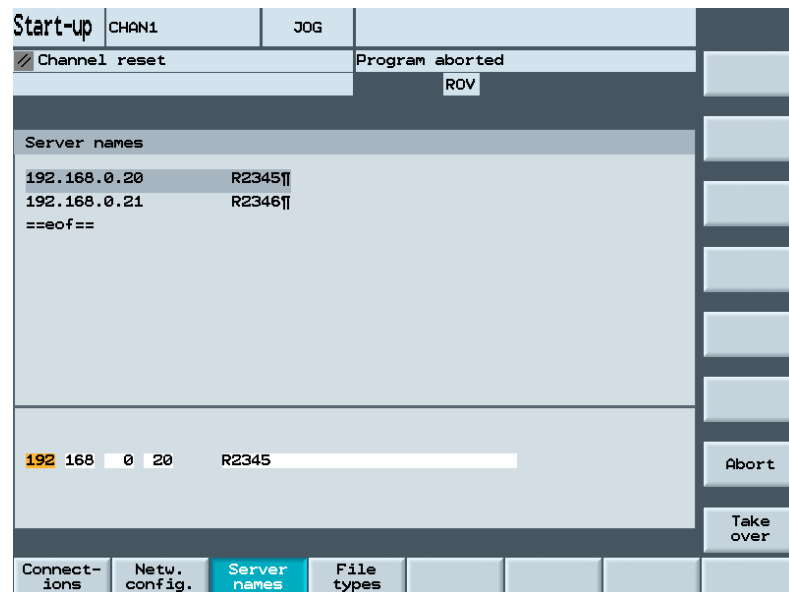 Start-up CHAN1 JOG
// Channel reset Program aborted
ROV
Server names
192.168.0.20 R2345¶
192.168.0.21 R2346¶
==eof==
192 168 0 20 R2345
Abort
Take
over
Connect-
ions
Netw.
config.
Server
names
File
types